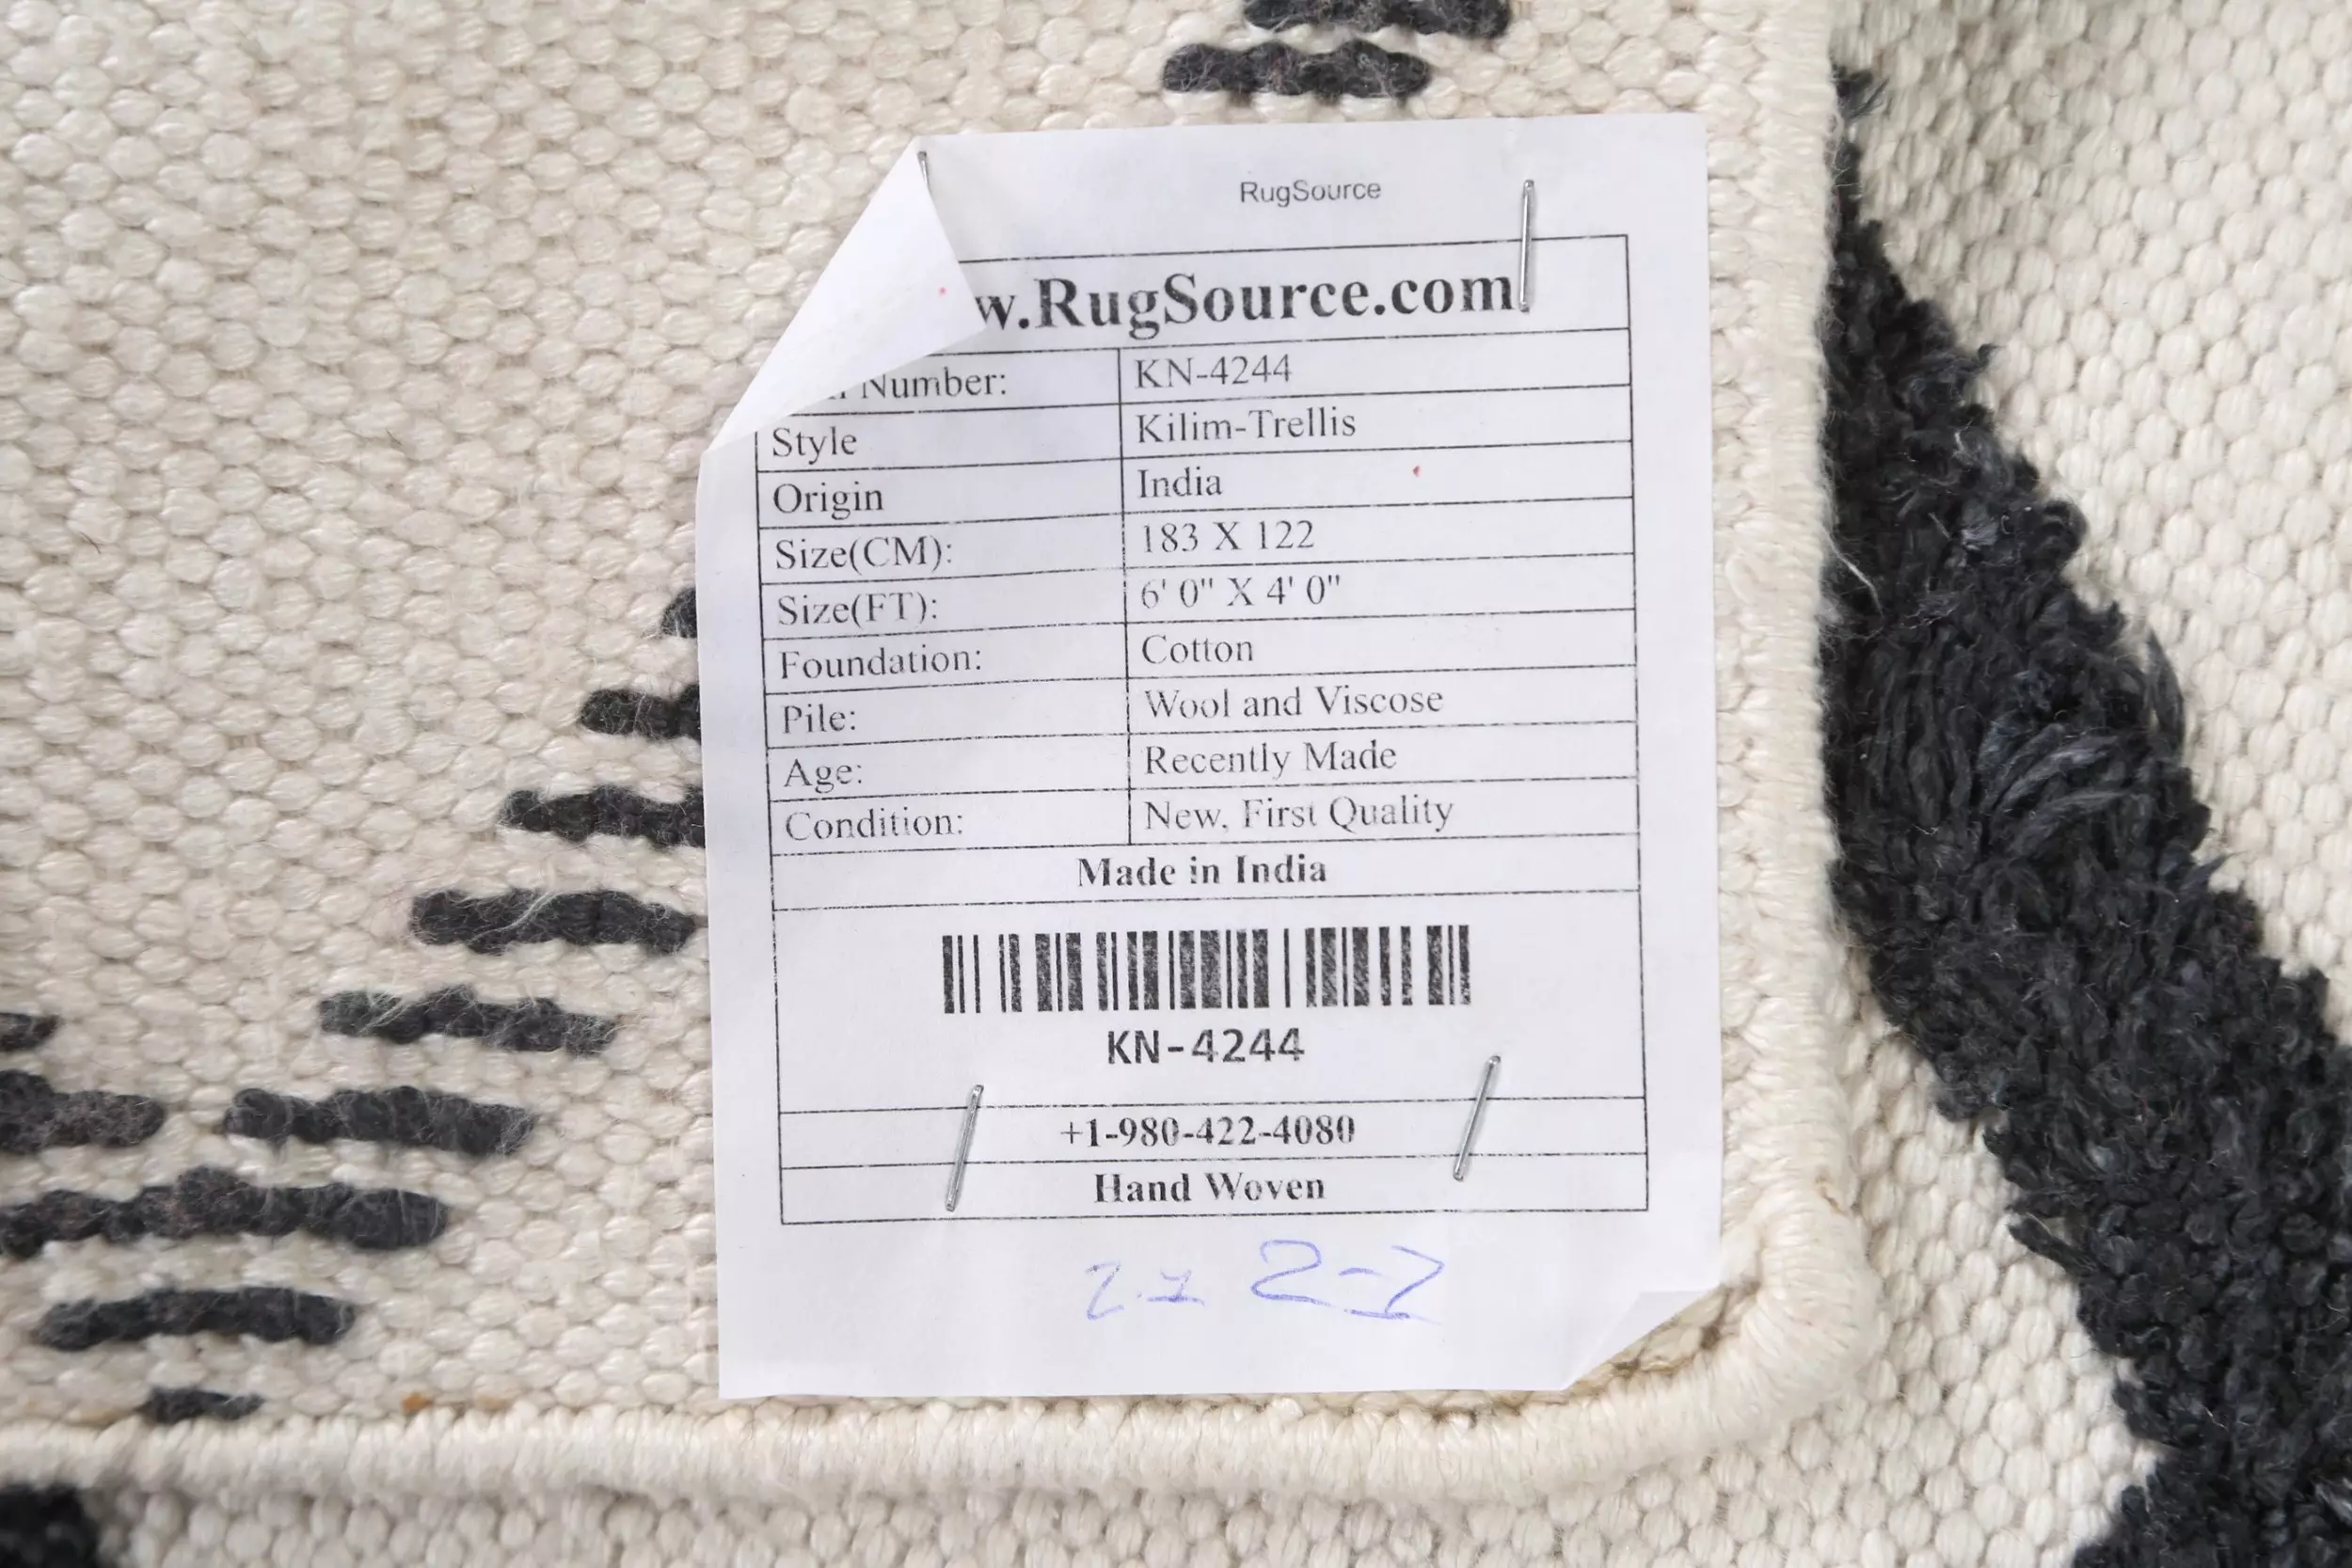 RugSource
w.RugSource.com
Number: KN-4244
Style Kilim-Trellis
Origin India
Size(CM): 183 X 122
Size(FT): 6' 0" X 4' 0"
Foundation: Cotton
Pile: Wool and Viscose
Age: Recently Made
Condition: New, First Quality
Made in India
KN-4244
+1-980-422-4080
Hand Woven